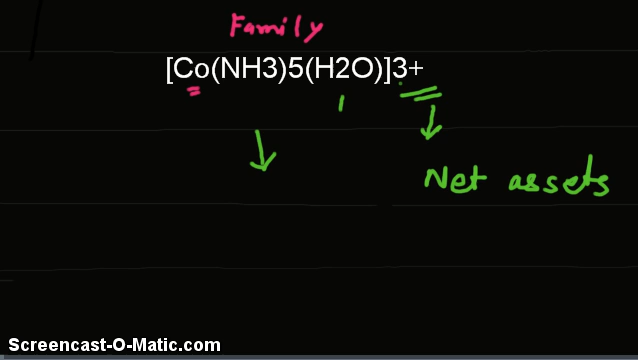 Family
[Co(NH3)5(H2O)]3+
Net assets
Screencast-O-Matic.com